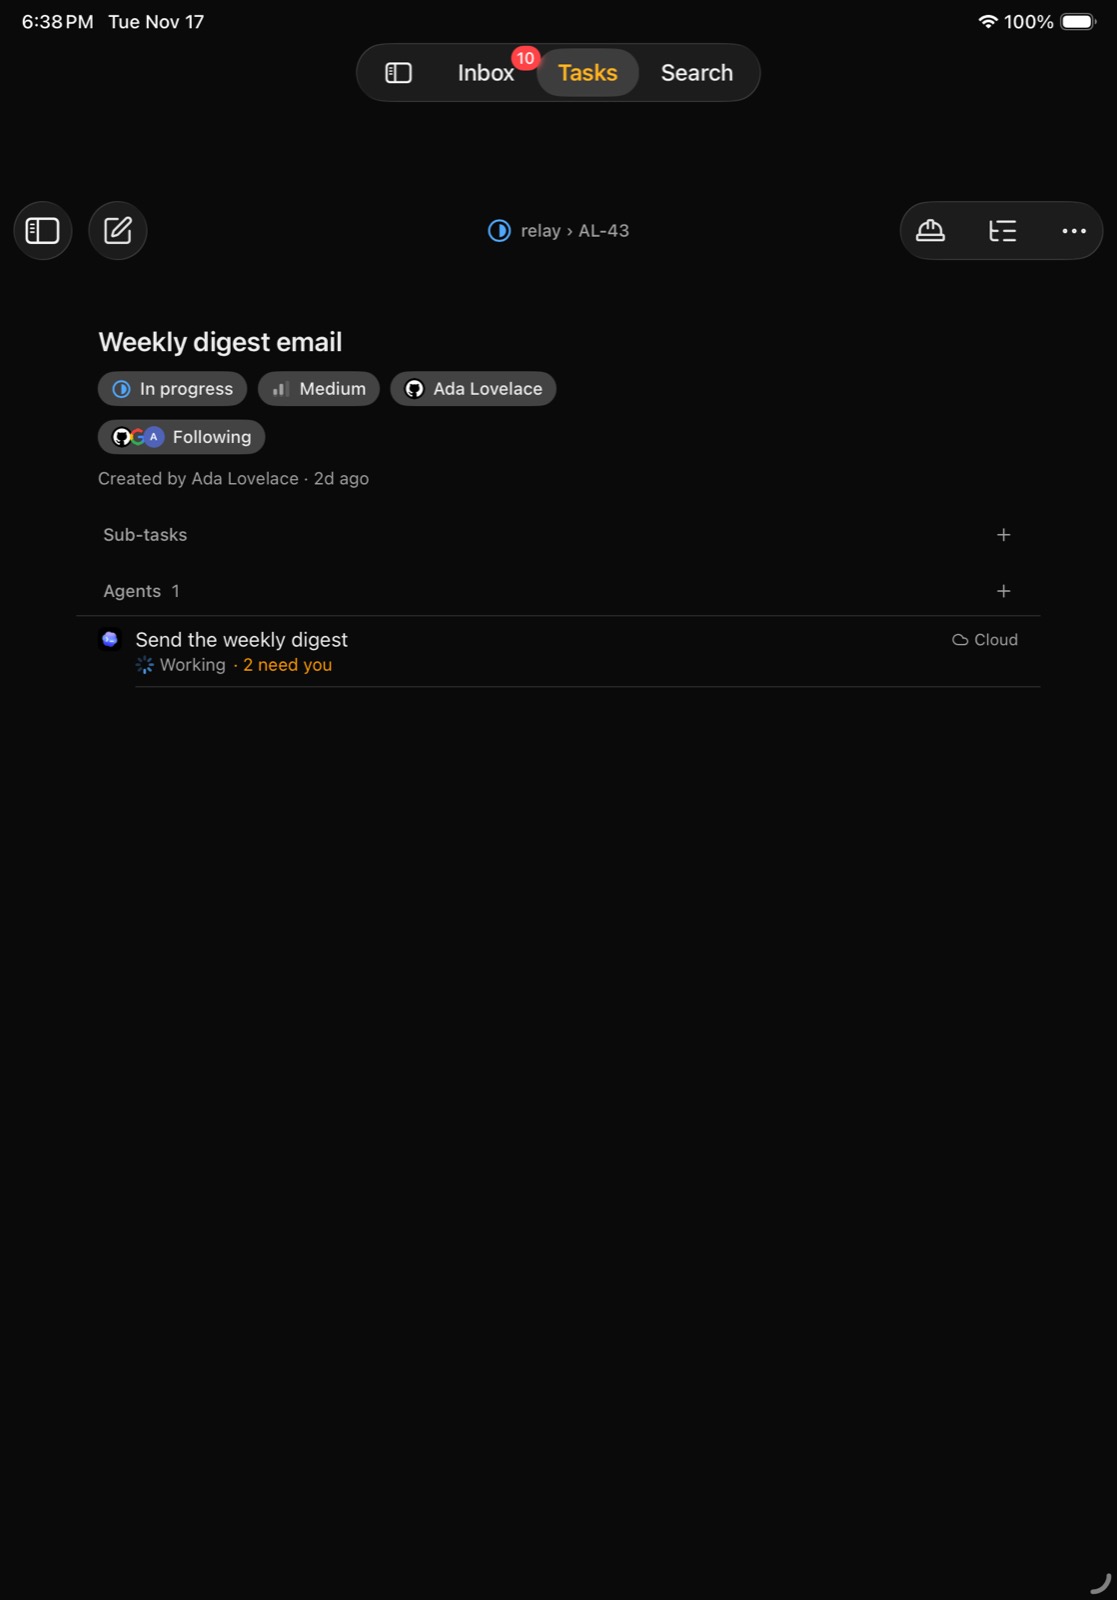 6:38 PM Tue Nov 17
100%
Inbox 10 Tasks Search
relay › AL-43
Weekly digest email
In progress Medium Ada Lovelace
A Following
Created by Ada Lovelace · 2d ago
Sub-tasks
Agents 1
Send the weekly digest Cloud
Working · 2 need you